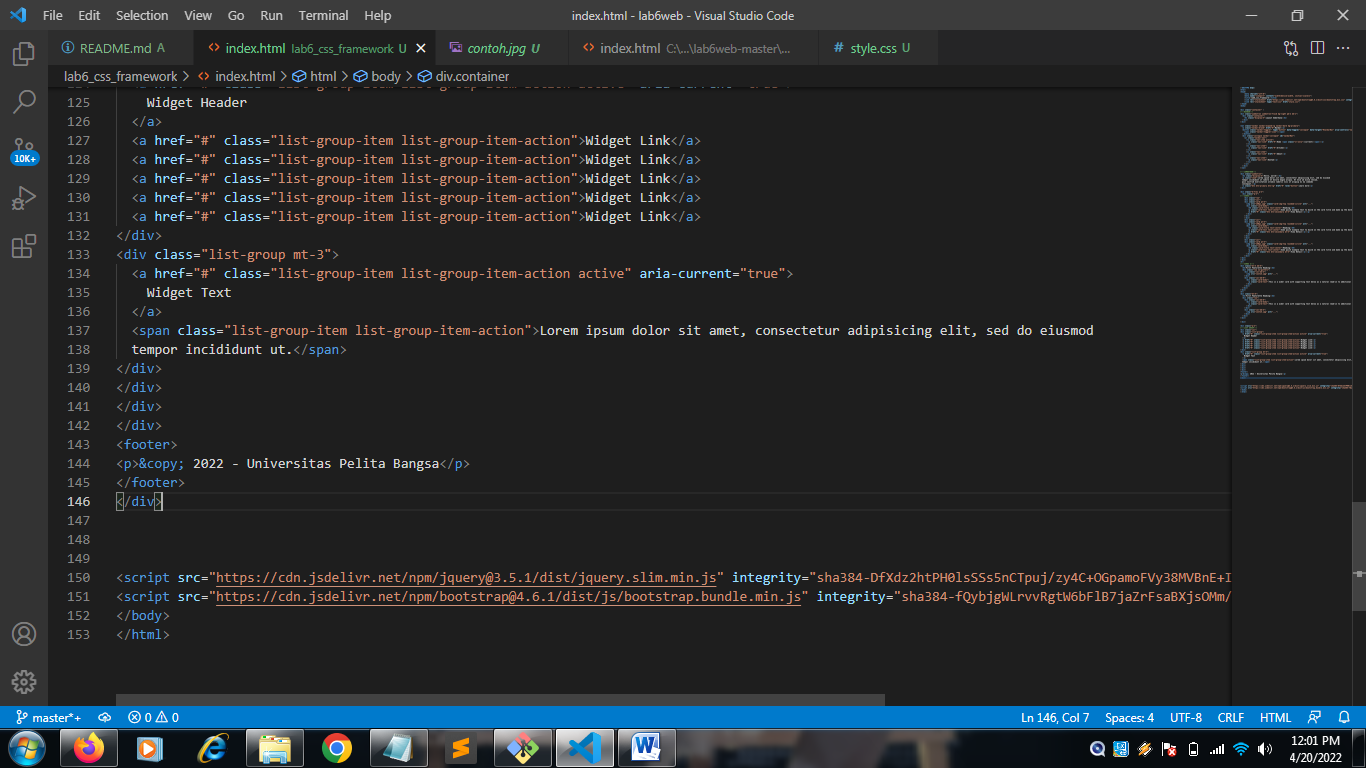 File Edit Selection View Go Run Terminal Help
index.html - lab6web - Visual Studio Code
README.md A
index.html lab6_css_framework U
contoh.jpg U
index.html C:\...\lab6web-master\...
style.css U
lab6_css_framework > index.html > html > body > div.container
125 Widget Header
126 </a>
127 <a href="#" class="list-group-item list-group-item-action">Widget Link</a>
128 <a href="#" class="list-group-item list-group-item-action">Widget Link</a>
129 <a href="#" class="list-group-item list-group-item-action">Widget Link</a>
130 <a href="#" class="list-group-item list-group-item-action">Widget Link</a>
131 <a href="#" class="list-group-item list-group-item-action">Widget Link</a>
132 </div>
133 <div class="list-group mt-3">
134 <a href="#" class="list-group-item list-group-item-action active" aria-current="true">
135 Widget Text
136 </a>
137 <span class="list-group-item list-group-item-action">Lorem ipsum dolor sit amet, consectetur adipisicing elit, sed do eiusmod
138 tempor incididunt ut.</span>
139 </div>
140 </div>
141 </div>
142 </div>
143 <footer>
144 <p>&copy; 2022 - Universitas Pelita Bangsa</p>
145 </footer>
146 </div>
147
148
149
150 <script src="https://cdn.jsdelivr.net/npm/jquery@3.5.1/dist/jquery.slim.min.js" integrity="sha384-DfXdz2htPH0lsSSs5nCTpuj/zy4C+OGpamoFVy38MVBnE+I
151 <script src="https://cdn.jsdelivr.net/npm/bootstrap@4.6.1/dist/js/bootstrap.bundle.min.js" integrity="sha384-fQybjgWLrvvRgtW6bFlB7jaZrFsaBXjsOMm/
152 </body>
153 </html>
10K+
master*+ 0 0
Ln 146, Col 7 Spaces: 4 UTF-8 CRLF HTML
12:01 PM
4/20/2022